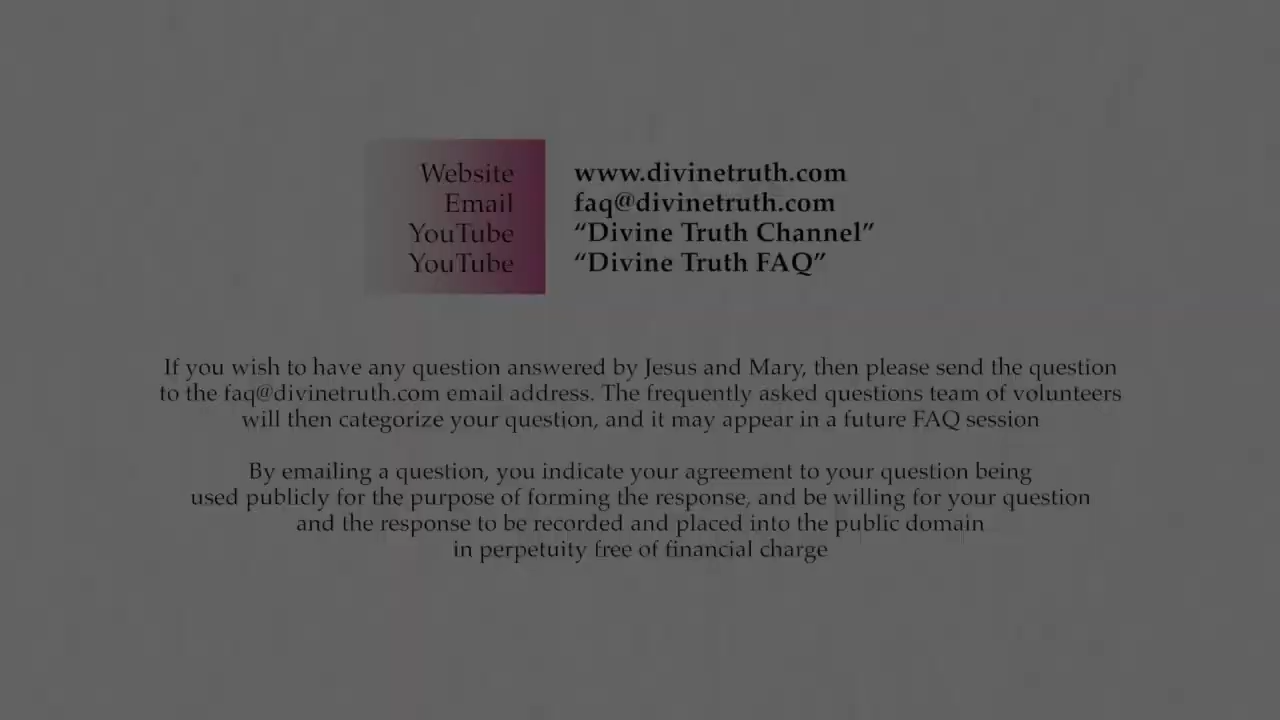 Website www.divinetruth.com
Email faq@divinetruth.com
YouTube “Divine Truth Channel”
YouTube “Divine Truth FAQ”
If you wish to have any question answered by Jesus and Mary, then please send the question
to the faq@divinetruth.com email address. The frequently asked questions team of volunteers
will then categorize your question, and it may appear in a future FAQ session
By emailing a question, you indicate your agreement to your question being
used publicly for the purpose of forming the response, and be willing for your question
and the response to be recorded and placed into the public domain
in perpetuity free of financial charge